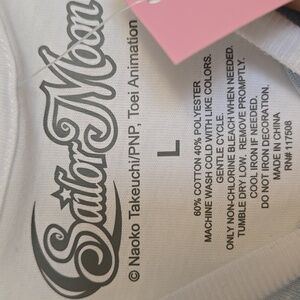 Sailor Moon
© Naoko Takeuchi/PNP, Toei Animation
L
60% COTTON 40% POLYESTER
MACHINE WASH COLD WITH LIKE COLORS.
GENTLE CYCLE.
ONLY NON-CHLORINE BLEACH WHEN NEEDED.
TUMBLE DRY LOW. REMOVE PROMPTLY.
COOL IRON IF NEEDED.
DO NOT IRON DECORATION.
MADE IN CHINA
RN# 117508